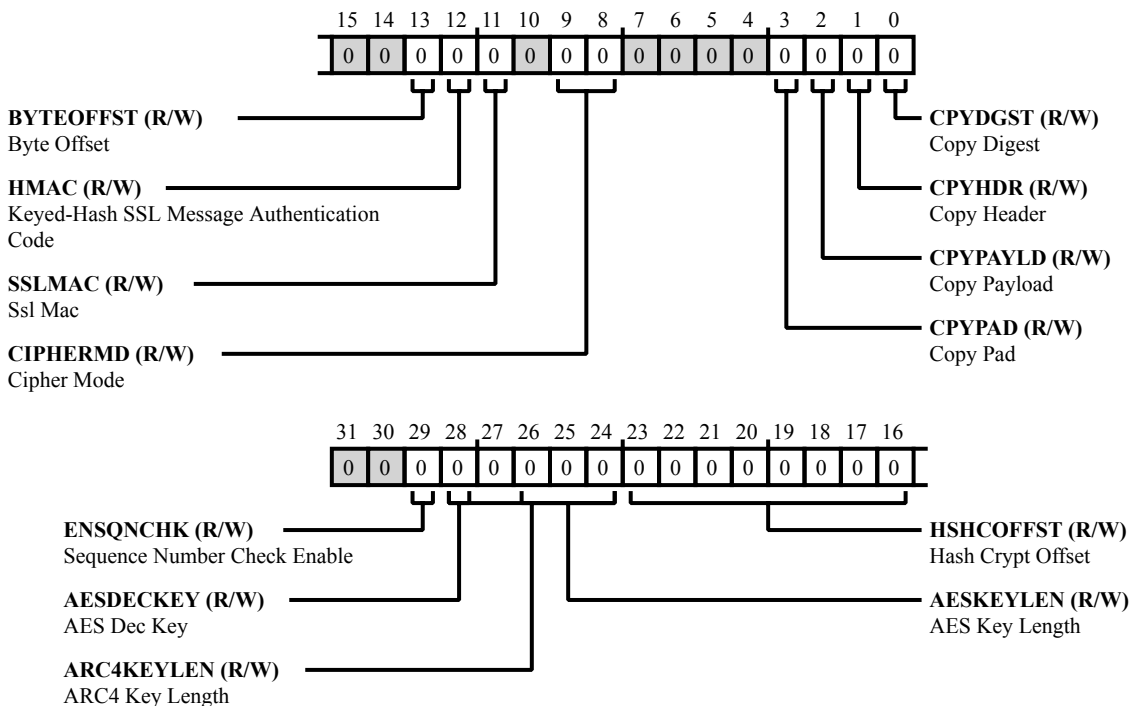 15 14 13 12 11 10 9 8 7 6 5 4 3 2 1 0
0 0 0 0 0 0 0 0 0 0 0 0 0 0 0 0
BYTEOFFST (R/W)
Byte Offset
HMAC (R/W)
Keyed-Hash SSL Message Authentication
Code
SSLMAC (R/W)
Ssl Mac
CIPHERMD (R/W)
Cipher Mode
CPYDGST (R/W)
Copy Digest
CPYHDR (R/W)
Copy Header
CPYPAYLD (R/W)
Copy Payload
CPYPAD (R/W)
Copy Pad
31 30 29 28 27 26 25 24 23 22 21 20 19 18 17 16
0 0 0 0 0 0 0 0 0 0 0 0 0 0 0 0
ENSQNCHK (R/W)
Sequence Number Check Enable
AESDECKEY (R/W)
AES Dec Key
ARC4KEYLEN (R/W)
ARC4 Key Length
HSHCOFFST (R/W)
Hash Crypt Offset
AESKEYLEN (R/W)
AES Key Length